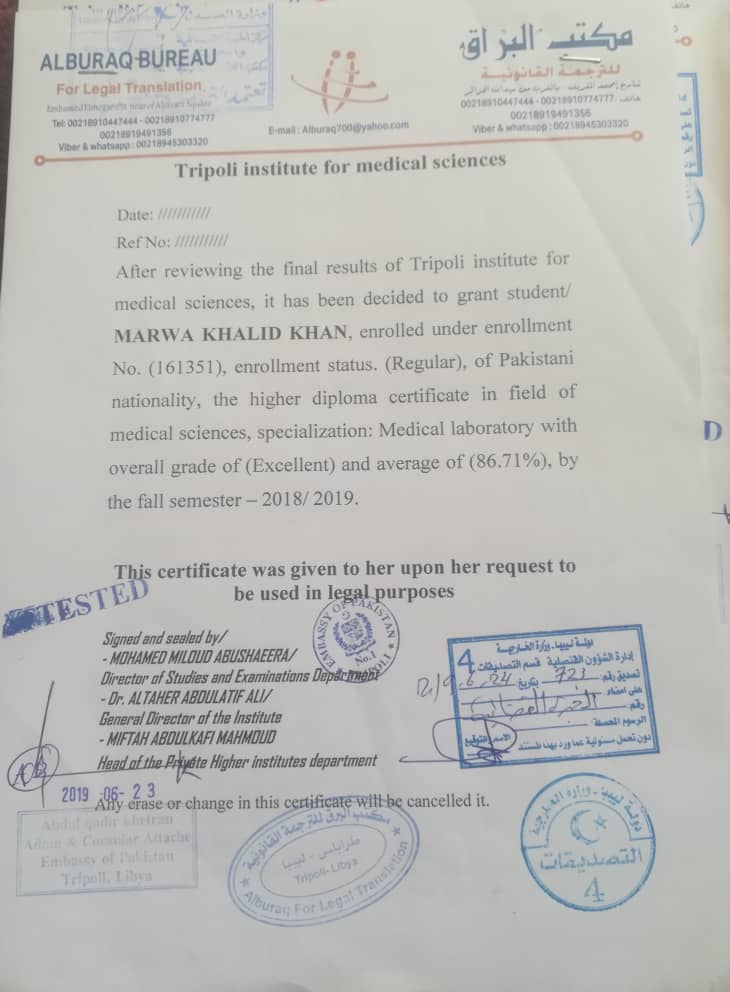 ALBURAQ-BUREAU
For Legal Translation
Tel: 00218910447444 - 00218910774777
00218919491356
Viber & whatsapp : 00218945303320
E-mail : Alburaq700@yahoo.com
مكتب البراق
للترجمة القانونية
هاتف: 00218910774777 - 00218910447444
00218919491356
Viber & whatsapp : 00218945303320
Tripoli institute for medical sciences
Date: ///////////
Ref No: ///////////
After reviewing the final results of Tripoli institute for
medical sciences, it has been decided to grant student/
MARWA KHALID KHAN, enrolled under enrollment
No. (161351), enrollment status. (Regular), of Pakistani
nationality, the higher diploma certificate in field of
medical sciences, specialization: Medical laboratory with
overall grade of (Excellent) and average of (86.71%), by
the fall semester – 2018/ 2019.
This certificate was given to her upon her request to
be used in legal purposes
ATTESTED
EMBASSY OF PAKISTAN
No.1
TRIPOLI
Signed and sealed by/
- MOHAMED MILOUD ABUSHAEERA/
Director of Studies and Examinations Department
- Dr. ALTAHER ABDULATIF ALI/
General Director of the Institute
- MIFTAH ABDULKAFI MAHMOUD
Head of the Private Higher institutes department
دولة ليبيا - وزارة الخارجية
إدارة الشؤون القنصلية قسم التصديقات 4
تصديق رقم 721 بتاريخ
على امضاء
رقم
الرسوم المحصلة
الاسم التوقيع
دون تحمل مسئولية عما ورد بهذا المستند
2019 -06- 2 3
Any erase or change in this certificate will be cancelled it.
Abdul qadir khetran
Admn & Consular Attache
Embassy of Pakistan
Tripoli, Libya
مكتب البراق للترجمة القانونية
طرابلس - ليبيا
Tripoli-Libya
Alburaq For Legal Translation
دولة ليبيا - وزارة الخارجية
التصديقات
4
D